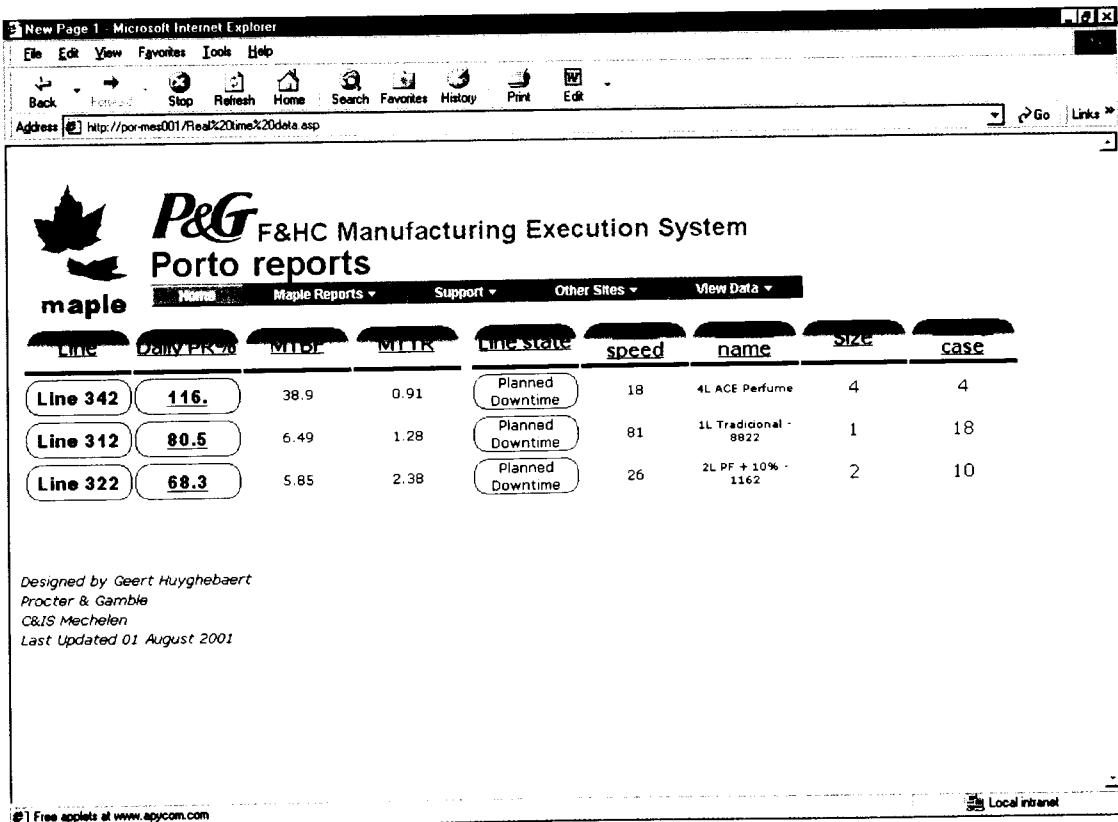 New Page 1 - Microsoft Internet Explorer
File Edit View Favorites Tools Help
Back Forward Stop Refresh Home Search Favorites History Print Edit
Address http://por-mes001/Real%20time%20data.asp Go Links »
P&G F&HC Manufacturing Execution System
Porto reports
maple
Home Maple Reports Support Other Sites View Data
Line Daily PR% MTBF MTTR Line state speed name Size case
Line 342 116. 38.9 0.91 Planned Downtime 18 4L ACE Perfume 4 4
Line 312 80.5 6.49 1.28 Planned Downtime 81 1L Tradicional - 8822 1 18
Line 322 68.3 5.85 2.38 Planned Downtime 26 2L PF + 10% - 1162 2 10
Designed by Geert Huyghebaert
Procter & Gamble
C&IS Mechelen
Last Updated 01 August 2001
Free applets at www.apycom.com Local intranet